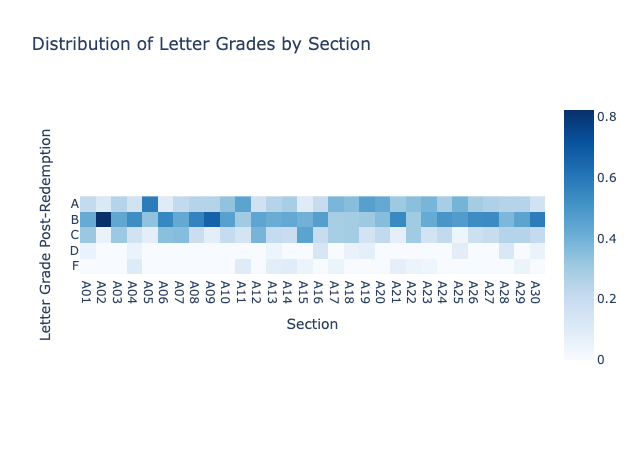 Distribution of Letter Grades by Section
Letter Grade Post-Redemption
A
B
C
D
F
A01 A02 A03 A04 A05 A06 A07 A08 A09 A10 A11 A12 A13 A14 A15 A16 A17 A18 A19 A20 A21 A22 A23 A24 A25 A26 A27 A28 A29 A30
Section
0.8
0.6
0.4
0.2
0